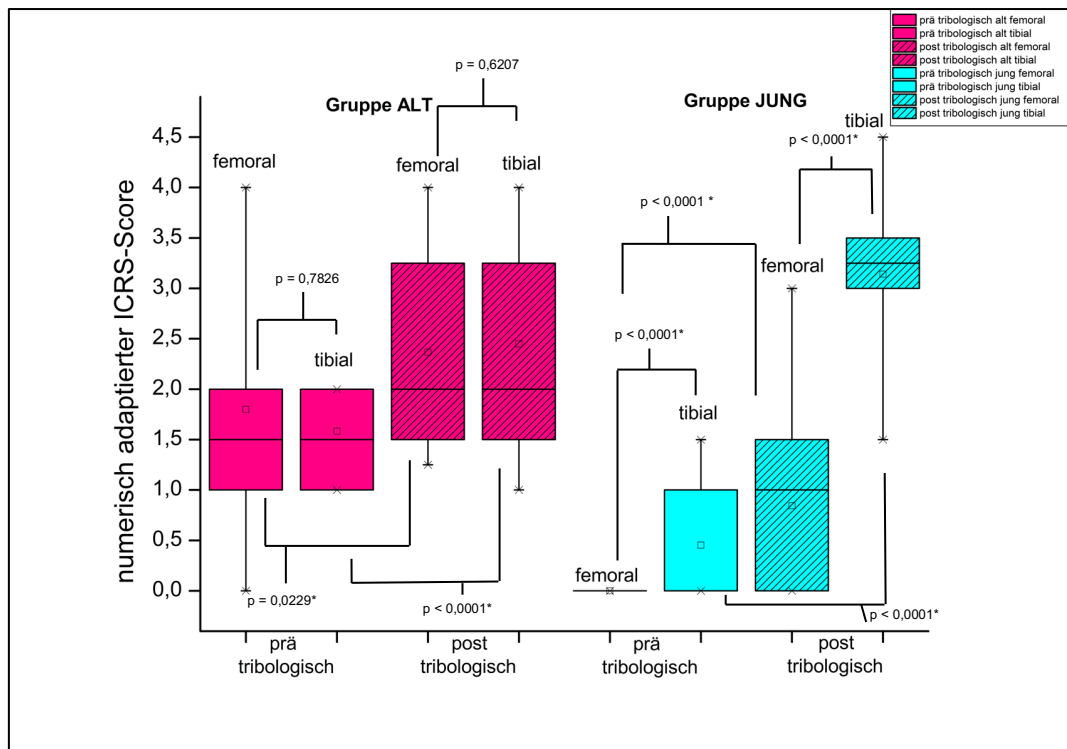 prä tribologisch alt femoral
prä tribologisch alt tibial
post tribologisch alt femoral
post tribologisch alt tibial
prä tribologisch jung femoral
prä tribologisch jung tibial
post tribologisch jung femoral
post tribologisch jung tibial
p = 0,6207
Gruppe ALT
Gruppe JUNG
numerisch adaptierter ICRS-Score
4,5
4,0
3,5
3,0
2,5
2,0
1,5
1,0
0,5
0,0
femoral
p = 0,7826
tibial
femoral
tibial
p = 0,0229*
p < 0,0001*
p < 0,0001 *
p < 0,0001*
femoral
tibial
p < 0,0001*
femoral
tibial
p < 0,0001*
prä
tribologisch
post
tribologisch
prä
tribologisch
post
tribologisch